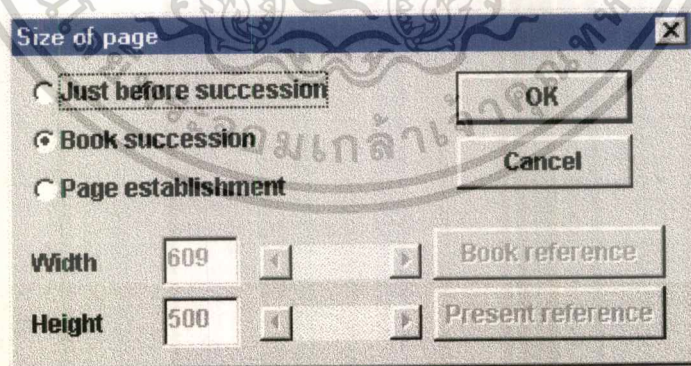 Size of page
Just before succession
OK
Book succession
Cancel
Page establishment
Width 609 Book reference
Height 500 Present reference